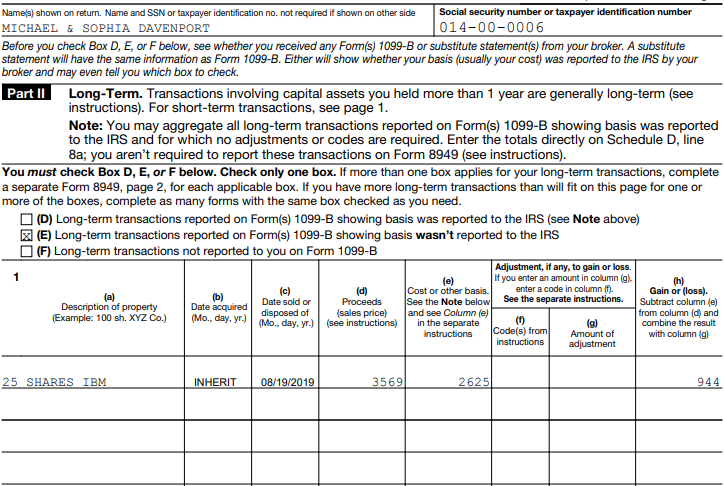 Name(s) shown on return. Name and SSN or taxpayer identification no. not required if shown on other side
Social security number or taxpayer identification number
MICHAEL & SOPHIA DAVENPORT
014-00-0006
Before you check Box D, E, or F below, see whether you received any Form(s) 1099-B or substitute statement(s) from your broker. A substitute
statement will have the same information as Form 1099-B. Either will show whether your basis (usually your cost) was reported to the IRS by your
broker and may even tell you which box to check.
Part II
Long-Term. Transactions involving capital assets you held more than 1 year are generally long-term (see
instructions). For short-term transactions, see page 1.
Note: You may aggregate all long-term transactions reported on Form(s) 1099-B showing basis was reported
to the IRS and for which no adjustments or codes are required. Enter the totals directly on Schedule D, line
8a; you aren't required to report these transactions on Form 8949 (see instructions).
You must check Box D, E, or F below. Check only one box. If more than one box applies for your long-term transactions, complete
a separate Form 8949, page 2, for each applicable box. If you have more long-term transactions than will fit on this page for one or
more of the boxes, complete as many forms with the same box checked as you need.
(D) Long-term transactions reported on Form(s) 1099-B showing basis was reported to the IRS (see Note above)
(E) Long-term transactions reported on Form(s) 1099-B showing basis wasn't reported to the IRS
(F) Long-term transactions not reported to you on Form 1099-B
1
(a)
Description of property
(Example: 100 sh. XYZ Co.)
(b)
Date acquired
(Mo., day, yr.)
(c)
Date sold or
disposed of
(Mo., day, yr.)
(d)
Proceeds
(sales price)
(see instructions)
(e)
Cost or other basis.
See the Note below
and see Column (e)
in the separate
instructions
Adjustment, if any, to gain or loss.
If you enter an amount in column (g),
enter a code in column (f).
See the separate instructions.
(f)
Code(s) from
instructions
(g)
Amount of
adjustment
(h)
Gain or (loss).
Subtract column (e)
from column (d) and
combine the result
with column (g)
25 SHARES IBM
INHERIT
08/19/2019
3569
2625
944